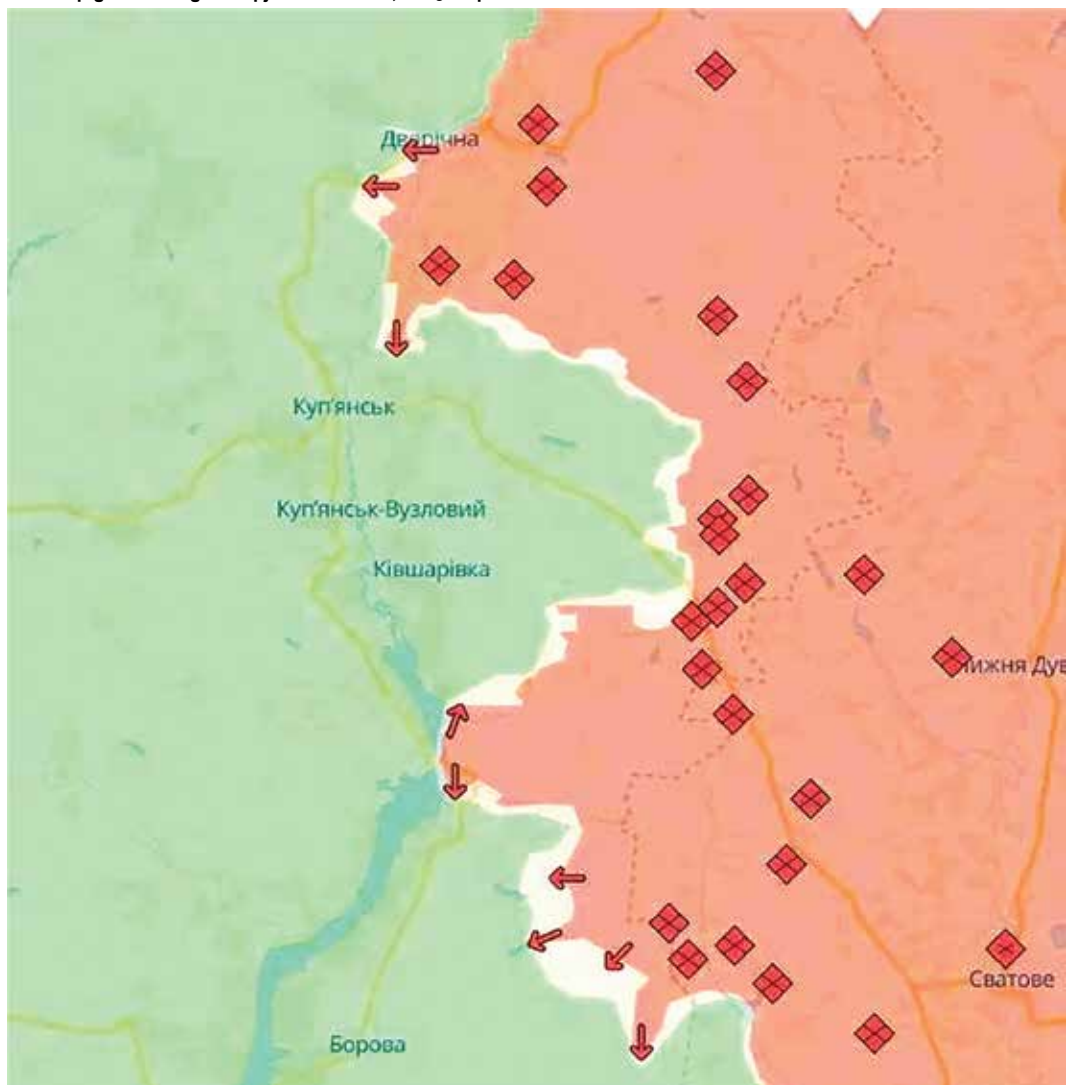 Дворічна
Куп'янськ
Куп'янськ-Вузловий
Ківшарівка
Сватове
Борова